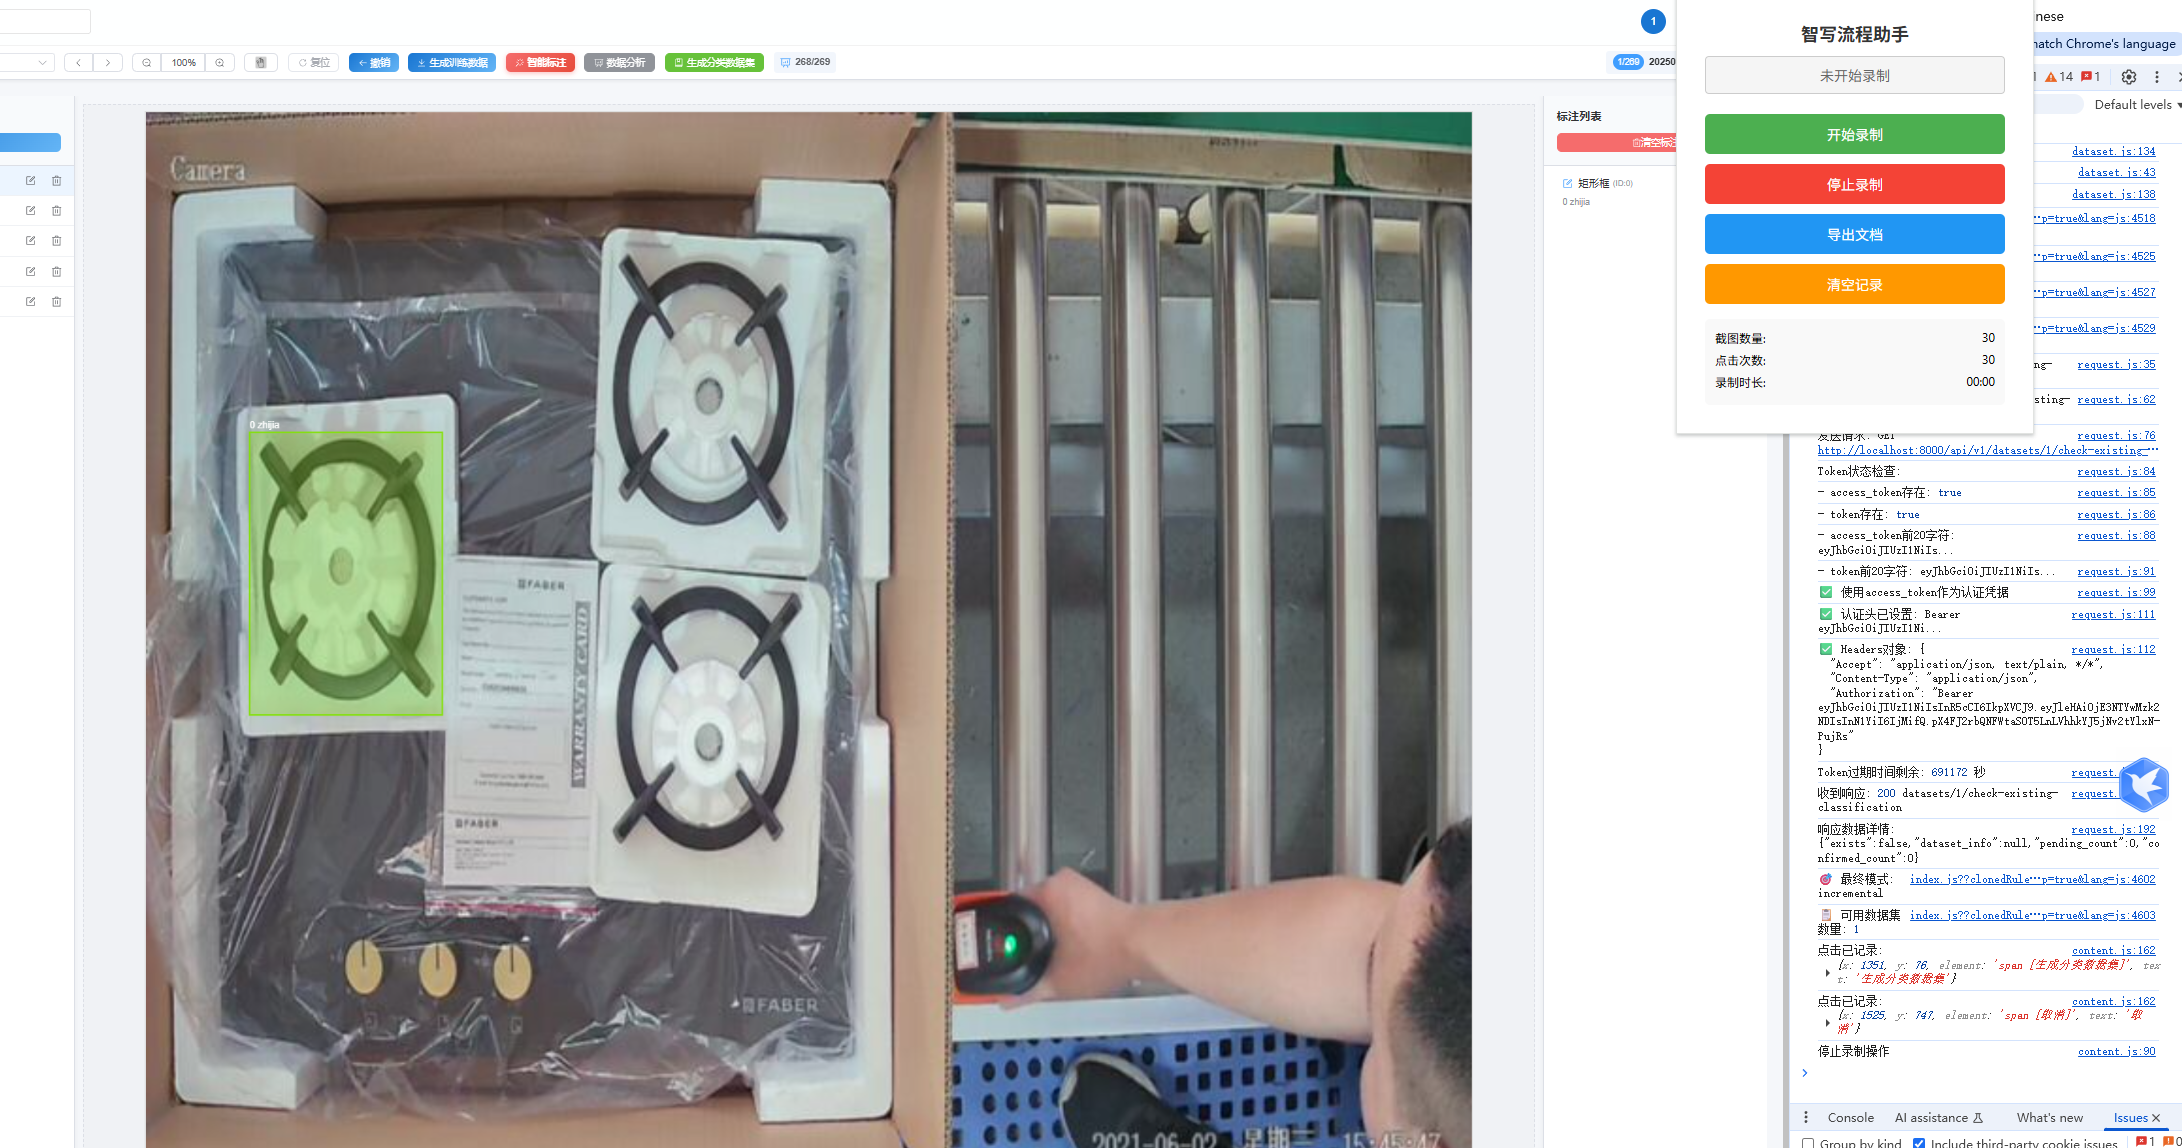 1
100%
复位
撤销
生成训练数据
智能标注
数据分析
生成分类数据集
268/269
1/269
20250
标注列表
清空标注
矩形框 (ID:0)
0 zhijia
Camera
0 zhijia
FABER
WARRANTY CARD
FABER
FABER
2021-06-02 星期三 15:45:47
智写流程助手
未开始录制
开始录制
停止录制
导出文档
清空记录
截图数量: 30
点击次数: 30
录制时长: 00:00
nese
match Chrome's language
14 1
Default levels
dataset.js:134
dataset.js:43
dataset.js:138
…p=true&lang=js:4518
…p=true&lang=js:4525
…p=true&lang=js:4527
…p=true&lang=js:4529
ng- request.js:35
sting- request.js:62
发送请求: GET request.js:76
http://localhost:8000/api/v1/datasets/1/check-existing-…
Token状态检查: request.js:84
- access_token存在: true request.js:85
- token存在: true request.js:86
- access_token前20字符: request.js:88
eyJhbGciOiJIUzI1NiIs...
- token前20字符: eyJhbGciOiJIUzI1NiIs... request.js:91
✅ 使用access_token作为认证凭据 request.js:99
✅ 认证头已设置: Bearer request.js:111
eyJhbGciOiJIUzI1Ni...
✅ Headers对象: { request.js:112
"Accept": "application/json, text/plain, */*",
"Content-Type": "application/json",
"Authorization": "Bearer
eyJhbGciOiJIUzI1NiIsInR5cCI6IkpXVCJ9.eyJleHAiOjE3NTYwMzk2
NDIsInN1YiI6IjMifQ.pX4FJ2rbQNFWtaSOT5LnLVhhkYJ5jNv2tYlxN-
PujRs"
}
Token过期时间剩余: 691172 秒 request.
收到响应: 200 datasets/1/check-existing- request.
classification
响应数据详情: request.js:192
{"exists":false,"dataset_info":null,"pending_count":0,"co
nfirmed_count":0}
🎯 最终模式: index.js??clonedRule…p=true&lang=js:4602
incremental
📋 可用数据集 index.js??clonedRule…p=true&lang=js:4603
数量: 1
点击已记录: content.js:162
{x: 1351, y: 76, element: 'span [生成分类数据集]', tex
t: '生成分类数据集'}
点击已记录: content.js:162
{x: 1525, y: 747, element: 'span [取消]', text: '取
消'}
停止录制操作 content.js:90
Console AI assistance What's new Issues
Group by kind Include third-party cookie issues 1 0